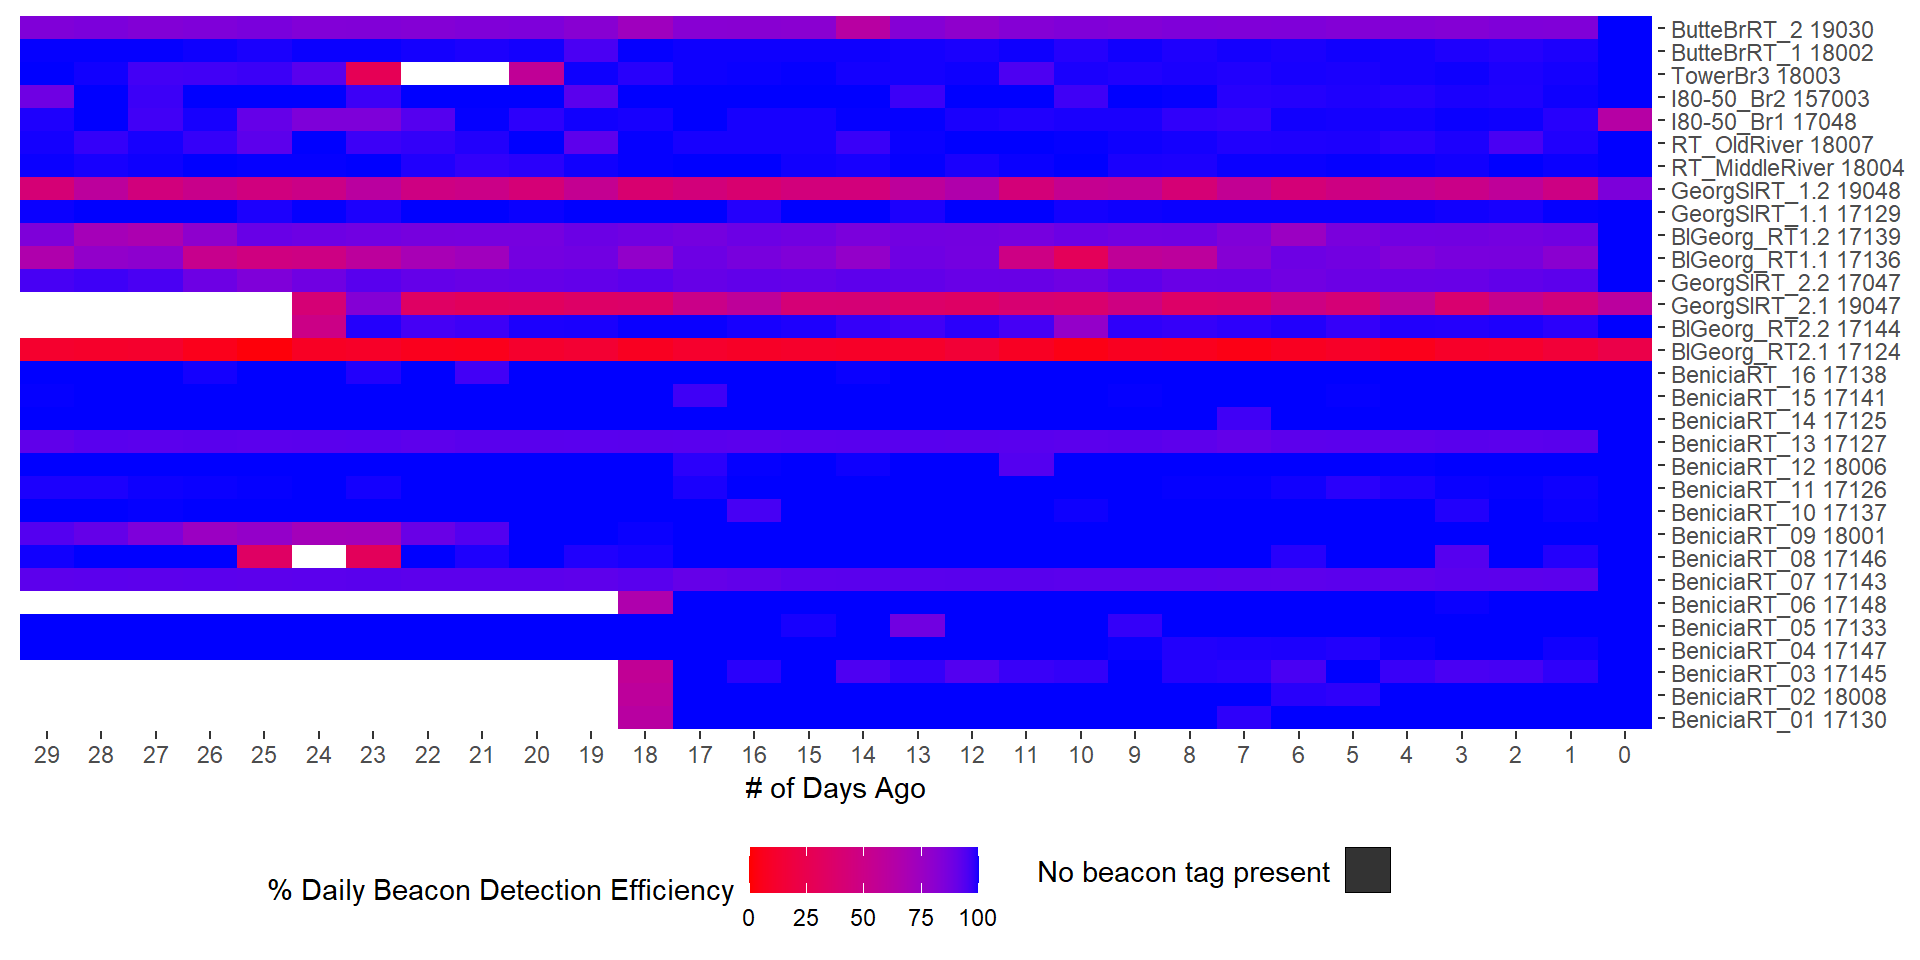 ButteBrRT_2 19030
ButteBrRT_1 18002
TowerBr3 18003
I80-50_Br2 157003
I80-50_Br1 17048
RT_OldRiver 18007
RT_MiddleRiver 18004
GeorgSlRT_1.2 19048
GeorgSlRT_1.1 17129
BlGeorg_RT1.2 17139
BlGeorg_RT1.1 17136
GeorgSlRT_2.2 17047
GeorgSlRT_2.1 19047
BlGeorg_RT2.2 17144
BlGeorg_RT2.1 17124
BeniciaRT_16 17138
BeniciaRT_15 17141
BeniciaRT_14 17125
BeniciaRT_13 17127
BeniciaRT_12 18006
BeniciaRT_11 17126
BeniciaRT_10 17137
BeniciaRT_09 18001
BeniciaRT_08 17146
BeniciaRT_07 17143
BeniciaRT_06 17148
BeniciaRT_05 17133
BeniciaRT_04 17147
BeniciaRT_03 17145
BeniciaRT_02 18008
BeniciaRT_01 17130
29 28 27 26 25 24 23 22 21 20 19 18 17 16 15 14 13 12 11 10 9 8 7 6 5 4 3 2 1 0
# of Days Ago
% Daily Beacon Detection Efficiency
0 25 50 75 100
No beacon tag present